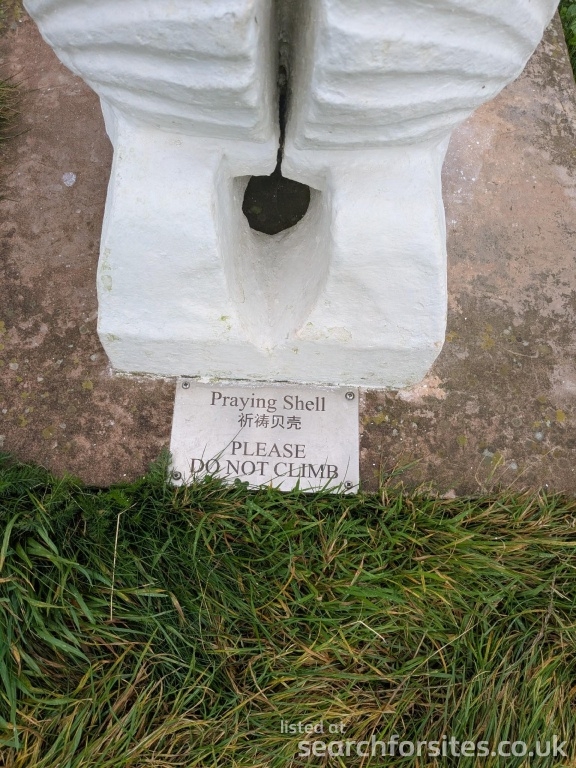 Praying Shell
祈祷贝壳
PLEASE
DO NOT CLIMB
listed at
searchforsites.co.uk